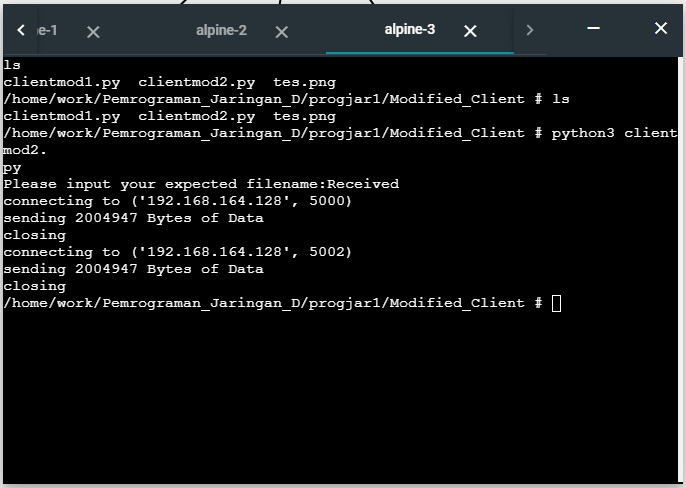 e-1
alpine-2
alpine-3
ls
clientmod1.py  clientmod2.py  tes.png
/home/work/Pemrograman_Jaringan_D/progjar1/Modified_Client # ls
clientmod1.py  clientmod2.py  tes.png
/home/work/Pemrograman_Jaringan_D/progjar1/Modified_Client # python3 client
mod2.
py
Please input your expected filename:Received
connecting to ('192.168.164.128', 5000)
sending 2004947 Bytes of Data
closing
connecting to ('192.168.164.128', 5002)
sending 2004947 Bytes of Data
closing
/home/work/Pemrograman_Jaringan_D/progjar1/Modified_Client #